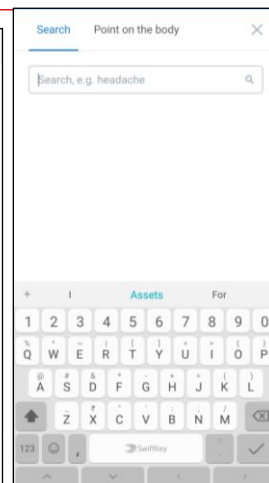 Search Point on the body ×
Search, e.g. headache
+ I Assets For
1 2 3 4 5 6 7 8 9 0
Q W E R T Y U I O P
A S D F G H J K L
Z X C V B N M
123 , SwiftKey